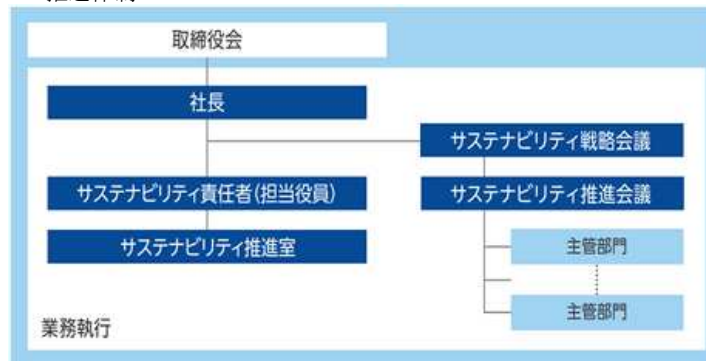 取締役会
社長
サステナビリティ戦略会議
サステナビリティ責任者(担当役員)
サステナビリティ推進会議
サステナビリティ推進室
主管部門
主管部門
業務執行